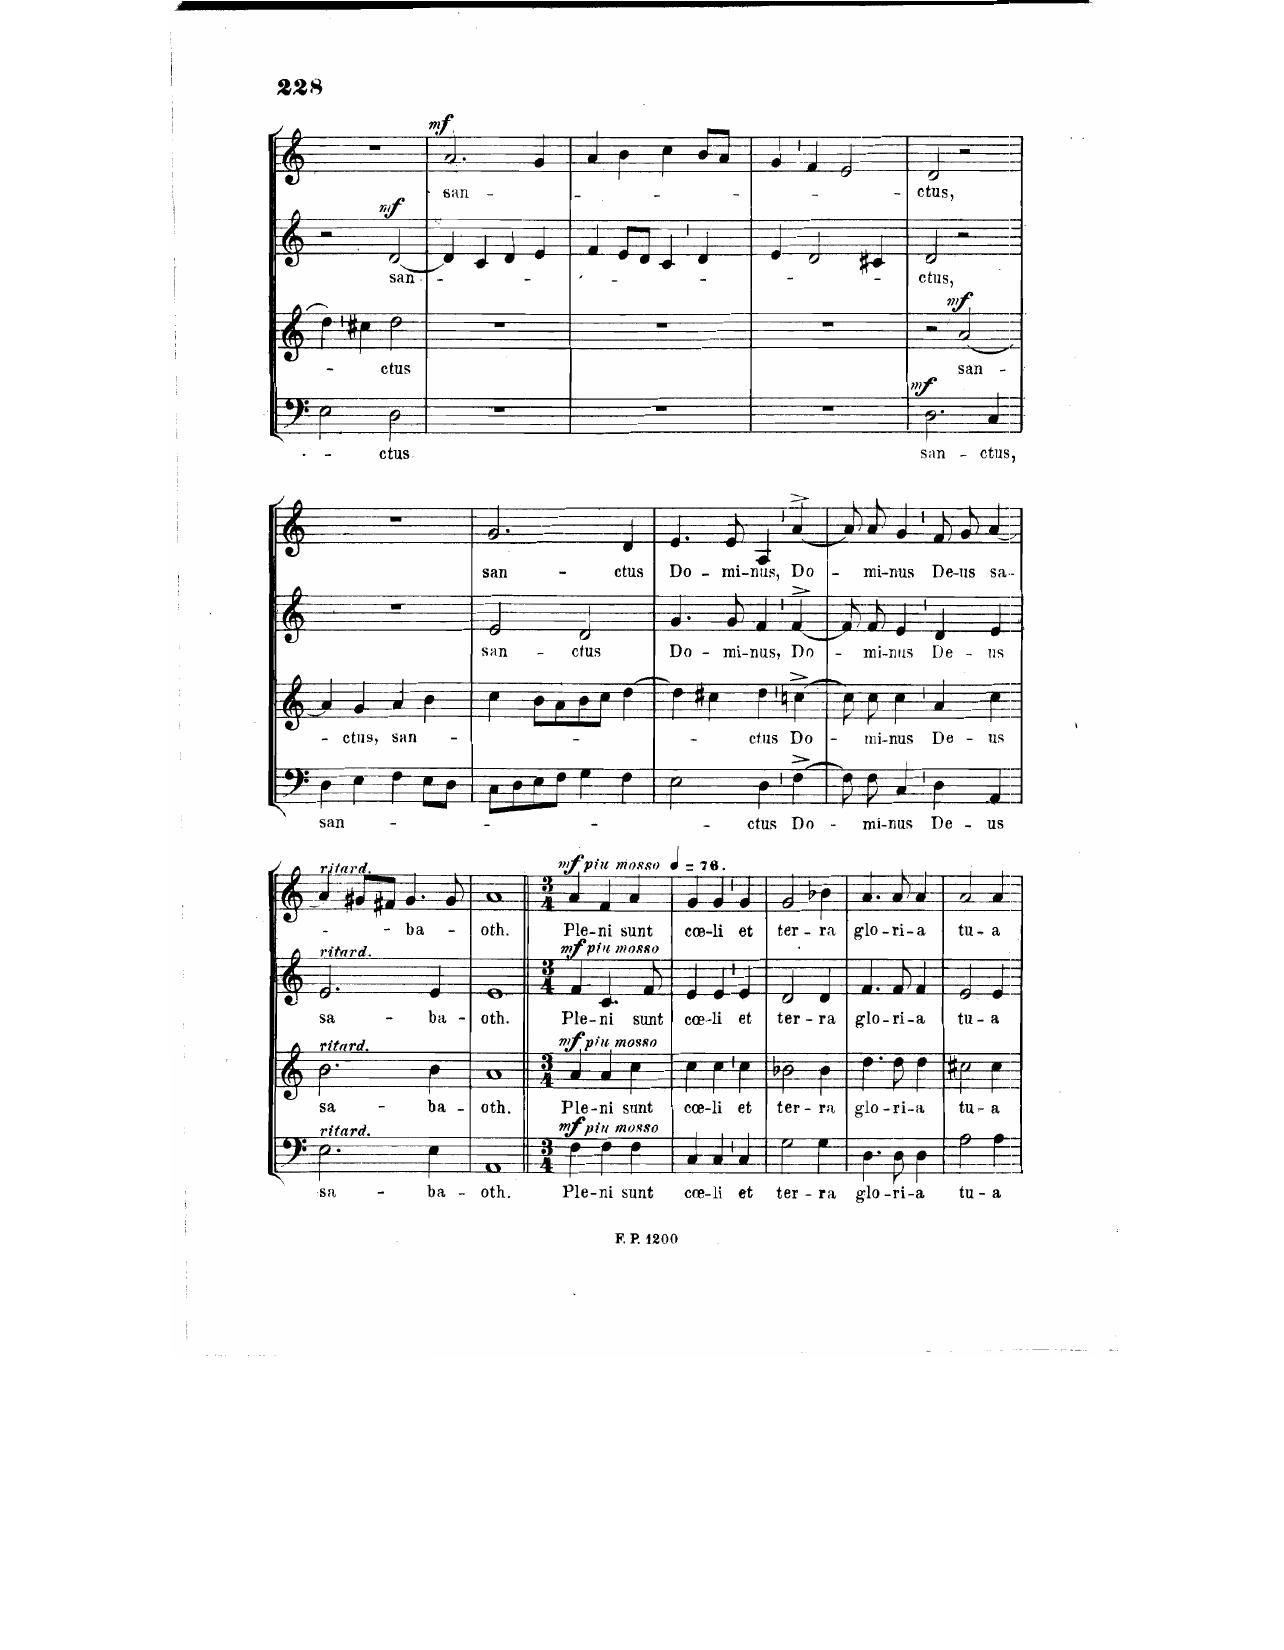 228
mf
san -
ctus,
mf
san - ctus,
mf
- ctus san -
mf
- ctus san - ctus,
san - ctus Do - mi-nus, Do - mi-nus De-us sa-
san - ctus Do - mi-nus, Do - mi-nus De - us
- ctus, san - ctus Do - mi-nus De - us
san - ctus Do - mi-nus De - us
ritard. mf piu mosso = 76.
3 4
- ba - oth. Ple-ni sunt cœ-li et ter-ra glo-ri-a tu-a
ritard. mf piu mosso
3 4
sa - ba - oth. Ple-ni sunt cœ-li et ter-ra glo-ri-a tu-a
ritard. mf piu mosso
3 4
sa - ba - oth. Ple-ni sunt cœ-li et ter-ra glo-ri-a tu-a
ritard. mf piu mosso
3 4
sa - ba - oth. Ple-ni sunt cœ-li et ter-ra glo-ri-a tu-a
F. P. 1200